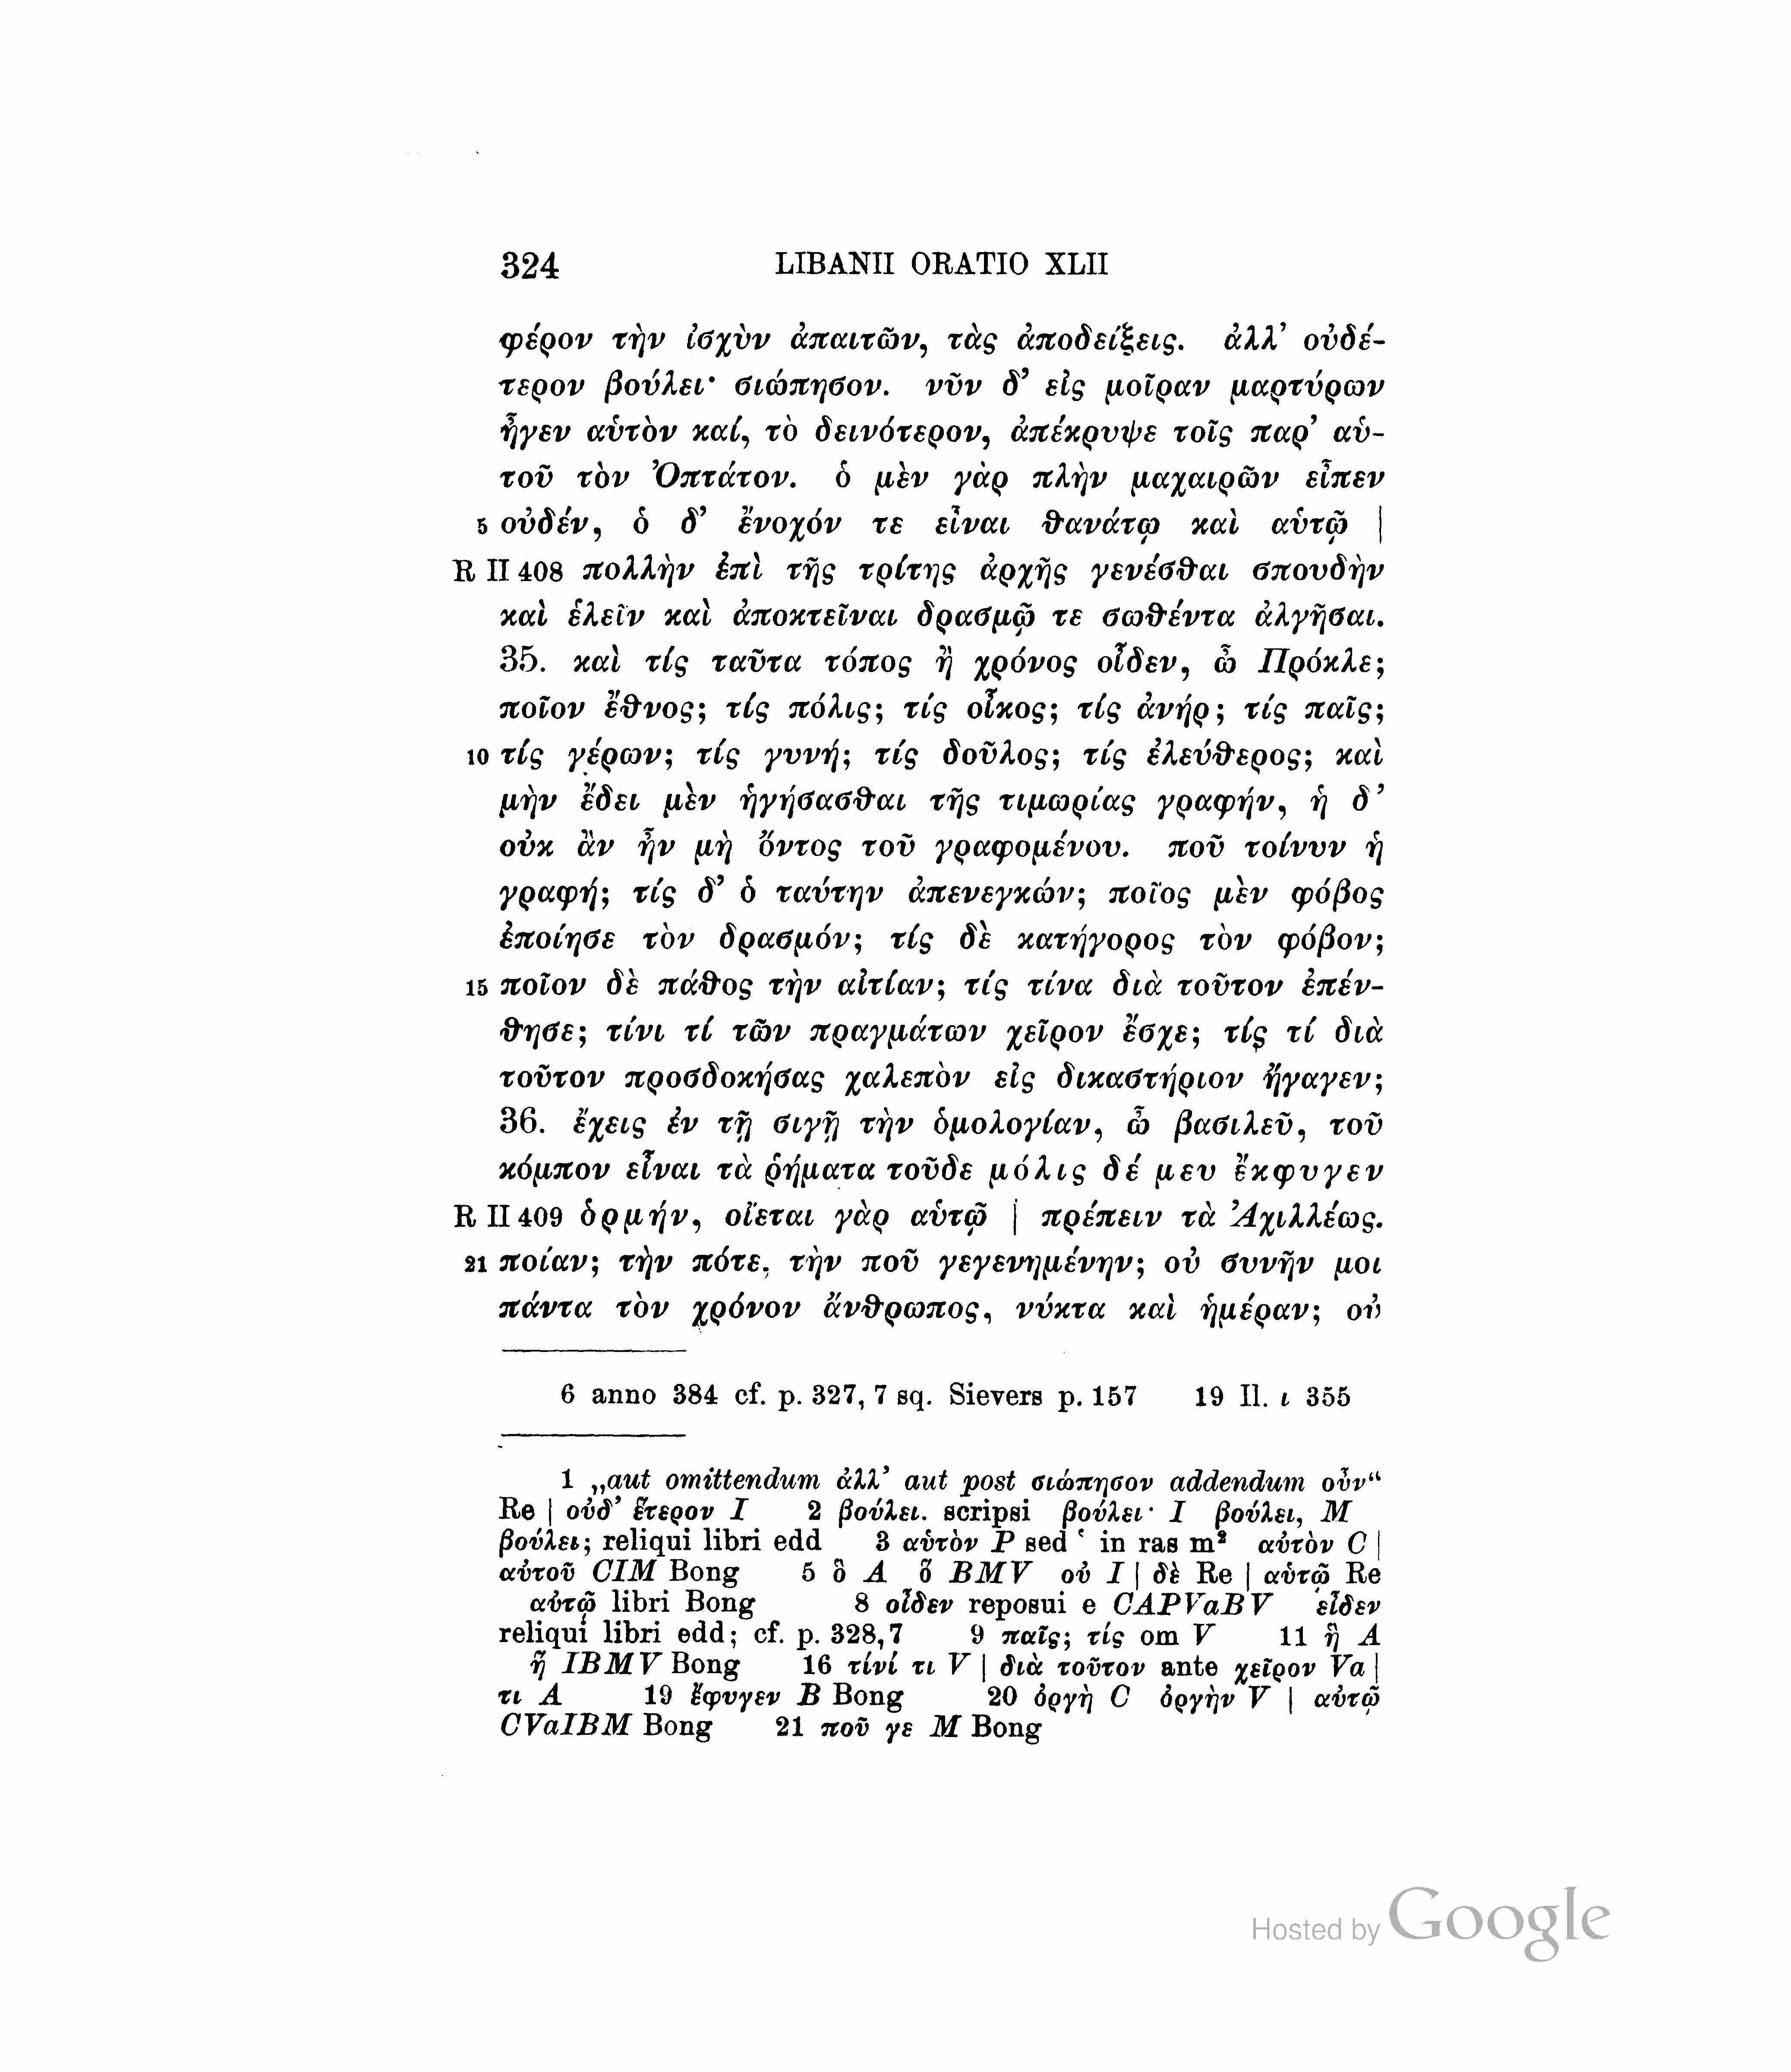 324 LIBANII ORATIO XLII
φέρον τὴν ἰσχὺν ἀπαιτῶν, τὰς ἀποδείξεις. ἀλλ’ οὐδέ-
τερον βούλει· σιώπησον. νῦν δ’ εἰς μοῖραν μαρτύρων
ἦγεν αὑτὸν καί, τὸ δεινότερον, ἀπέκρυψε τοῖς παρ’ αὑ-
τοῦ τὸν Ὀπτάτον. ὁ μὲν γὰρ πλὴν μαχαιρῶν εἶπεν
5 οὐδέν, ὁ δ’ ἔνοχόν τε εἶναι θανάτῳ καὶ αὑτῷ |
R II 408 πολλὴν ἐπὶ τῆς τρίτης ἀρχῆς γενέσθαι σπουδὴν
καὶ ἑλεῖν καὶ ἀποκτεῖναι δρασμῷ τε σωθέντα ἀλγῆσαι.
35. καὶ τίς ταῦτα τόπος ἢ χρόνος οἶδεν, ὦ Πρόκλε;
ποῖον ἔθνος; τίς πόλις; τίς οἶκος; τίς ἀνήρ; τίς παῖς;
10 τίς γέρων; τίς γυνή; τίς δοῦλος; τίς ἐλεύθερος; καὶ
μὴν ἔδει μὲν ἡγήσασθαι τῆς τιμωρίας γραφήν, ἡ δ’
οὐκ ἂν ἦν μὴ ὄντος τοῦ γραφομένου. ποῦ τοίνυν ἡ
γραφή; τίς δ’ ὁ ταύτην ἀπενεγκών; ποῖος μὲν φόβος
ἐποίησε τὸν δρασμόν; τίς δὲ κατήγορος τὸν φόβον;
15 ποῖον δὲ πάθος τὴν αἰτίαν; τίς τίνα διὰ τοῦτον ἐπέν-
θησε; τίνι τί τῶν πραγμάτων χεῖρον ἔσχε; τίς τί διὰ
τοῦτον προσδοκήσας χαλεπὸν εἰς δικαστήριον ἤγαγεν;
36. ἔχεις ἐν τῇ σιγῇ τὴν ὁμολογίαν, ὦ βασιλεῦ, τοῦ
κόμπον εἶναι τὰ ῥήματα τοῦδε μόλις δέ μευ ἔκφυγεν
R II 409 ὁρμήν, οἴεται γὰρ αὑτῷ | πρέπειν τὰ Ἀχιλλέως.
21 ποίαν; τὴν πότε, τὴν ποῦ γεγενημένην; οὐ συνῆν μοι
πάντα τὸν χρόνον ἄνθρωπος, νύκτα καὶ ἡμέραν; οὐ
6 anno 384 cf. p. 327, 7 sq. Sievers p. 157 19 Il. ι 355
1 „aut omittendum ἀλλ’ aut post σιώπησον addendum οὖν“
Re | οὐδ’ ἕτερον I 2 βούλει. scripsi βούλει· I βούλει, M
βούλει; reliqui libri edd 3 αὑτὸν P sed ʽ in ras m² αὐτὸν C |
αὐτοῦ CIM Bong 5 ὃ A ὅ BMV οὐ I | δὲ Re | αὑτῷ Re
αὐτῷ libri Bong 8 οἶδεν reposui e CAPVaBV εἶδεν
reliqui libri edd; cf. p. 328,7 9 παῖς; τίς om V 11 ἢ A
ᾗ IBMV Bong 16 τίνί τι V | διὰ τοῦτον ante χεῖρον Va |
τι A 19 ἔφυγεν B Bong 20 ὀργὴ C ὀργὴν V | αὐτῷ
CVaIBM Bong 21 ποῦ γε M Bong
Hosted by Google